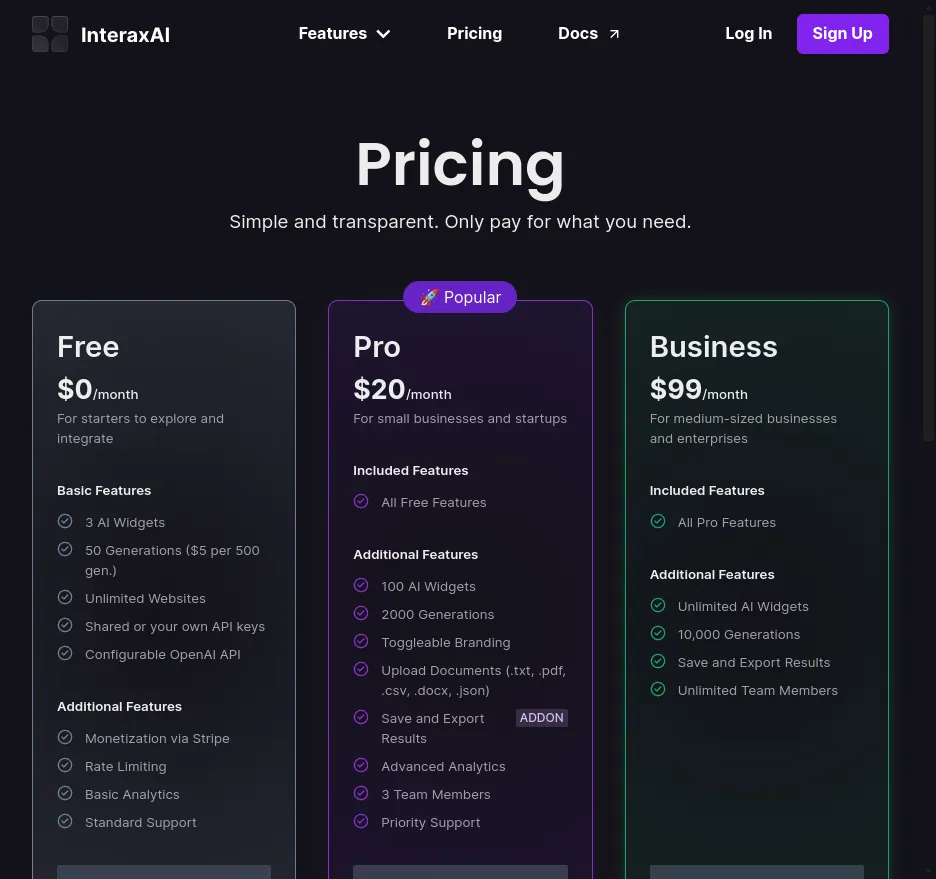 InteraxAI
Features
Pricing
Docs
Log In
Sign Up
Pricing
Simple and transparent. Only pay for what you need.
Free
$0/month
For starters to explore and
integrate
Basic Features
3 AI Widgets
50 Generations ($5 per 500
gen.)
Unlimited Websites
Shared or your own API keys
Configurable OpenAI API
Additional Features
Monetization via Stripe
Rate Limiting
Basic Analytics
Standard Support
🚀 Popular
Pro
$20/month
For small businesses and startups
Included Features
All Free Features
Additional Features
100 AI Widgets
2000 Generations
Toggleable Branding
Upload Documents (.txt, .pdf,
.csv, .docx, .json)
Save and Export ADDON
Results
Advanced Analytics
3 Team Members
Priority Support
Business
$99/month
For medium-sized businesses
and enterprises
Included Features
All Pro Features
Additional Features
Unlimited AI Widgets
10,000 Generations
Save and Export Results
Unlimited Team Members